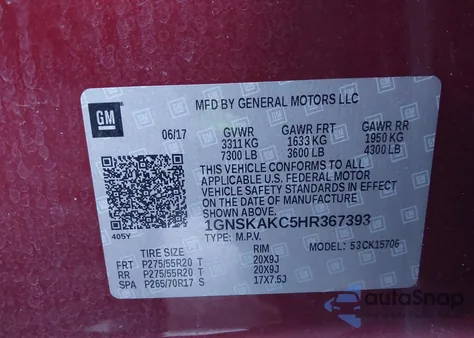 MFD BY GENERAL MOTORS LLC
GM
06/17 GVWR GAWR FRT GAWR RR
3311 KG 1633 KG 1950 KG
7300 LB 3600 LB 4300 LB
THIS VEHICLE CONFORMS TO ALL
APPLICABLE U.S. FEDERAL MOTOR
VEHICLE SAFETY STANDARDS IN
EFFECT ON THE DATE OF
MANUFACTURE SHOWN ABOVE.
1GNSKAKC5HR367393
405Y TYPE: M.P.V. MODEL: 53CK15706
TIRE SIZE RIM
FRT P275/55R20 T 20X9J
RR P275/55R20 T 20X9J
SPA P265/70R17 S 17X7.5J
autoSnap